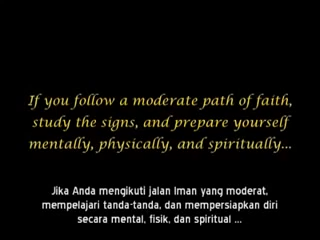 If you follow a moderate path of faith,
study the signs, and prepare yourself
mentally, physically, and spiritually...
Jika Anda mengikuti jalan Iman yang moderat,
mempelajari tanda-tanda, dan mempersiapkan diri
secara mental, fisik, dan spiritual ...